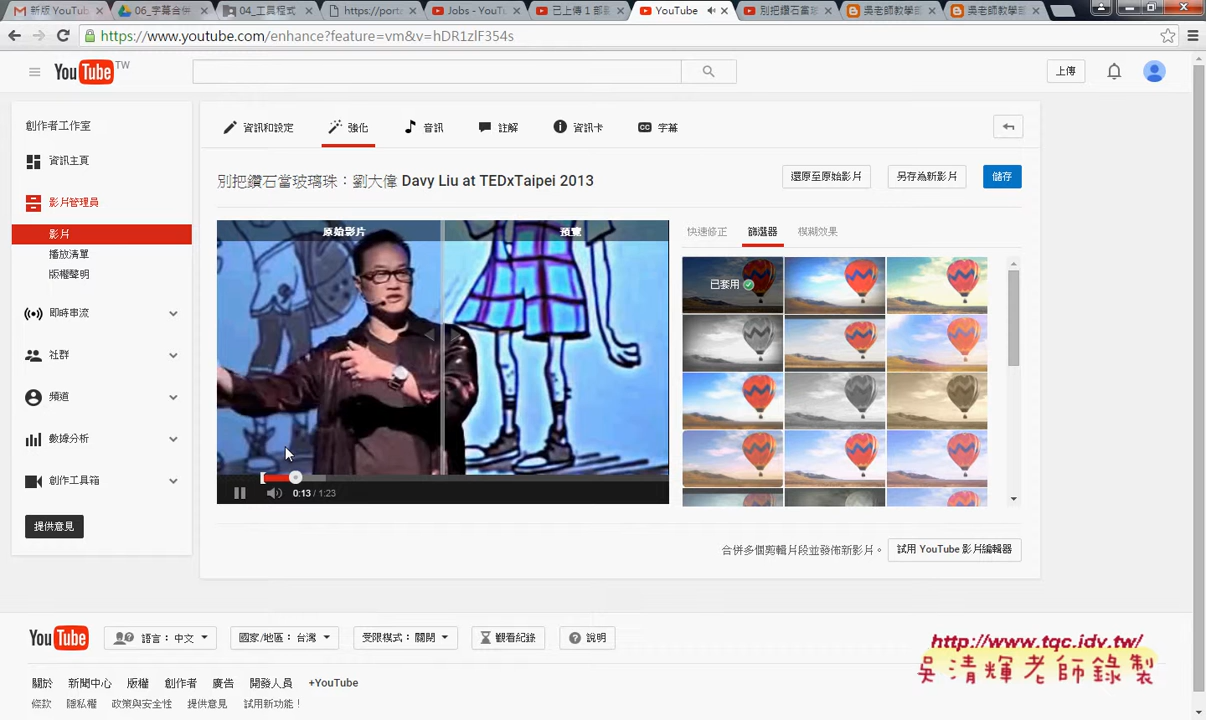 新版 YouTub
06_字幕合併
04_工具程式
https://porta
Jobs - YouTu
已上傳 1 部影
YouTube
別把鑽石當玻璃
吳老師教學部
吳老師教學部
https://www.youtube.com/enhance?feature=vm&v=hDR1zlF354s
YouTube TW
上傳
創作者工作室
資訊主頁
影片管理員
影片
播放清單
版權聲明
即時串流
社群
頻道
數據分析
創作工具箱
提供意見
資訊和設定
強化
音訊
註解
資訊卡
CC 字幕
別把鑽石當玻璃珠：劉大偉 Davy Liu at TEDxTaipei 2013
還原至原始影片
另存為新影片
儲存
原始影片
預覽
0:13 / 1:23
快速修正
篩選器
模糊效果
已套用
合併多個剪輯片段並發佈新影片。
試用 YouTube 影片編輯器
YouTube
語言：中文
國家/地區：台灣
受限模式：關閉
觀看紀錄
說明
關於
新聞中心
版權
創作者
廣告
開發人員
+YouTube
條款
隱私權
政策與安全性
提供意見
試用新功能！
http://www.tqc.idv.tw/
吳清輝老師錄製